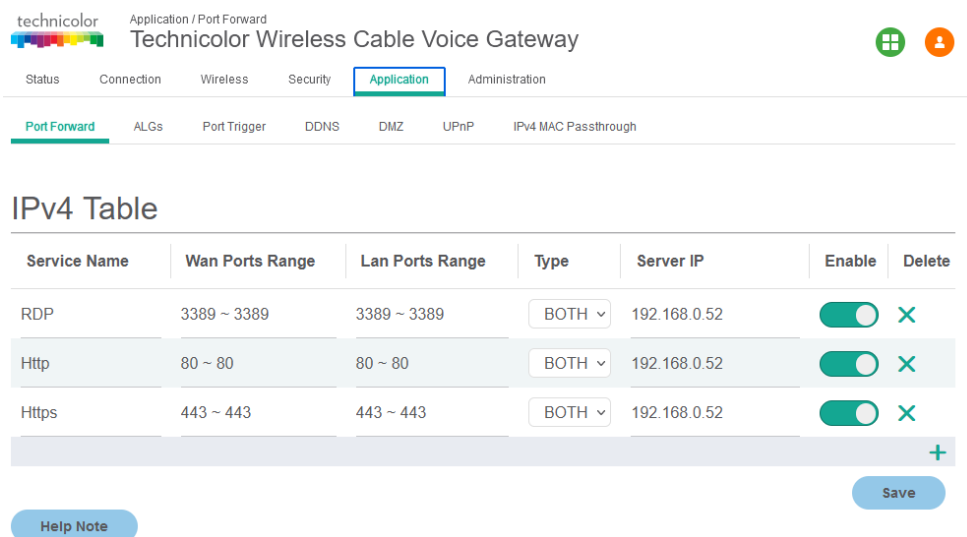 technicolor
Application / Port Forward
Technicolor Wireless Cable Voice Gateway
Status Connection Wireless Security Application Administration
Port Forward ALGs Port Trigger DDNS DMZ UPnP IPv4 MAC Passthrough
IPv4 Table
Service Name Wan Ports Range Lan Ports Range Type Server IP Enable Delete
RDP 3389 ~ 3389 3389 ~ 3389 BOTH 192.168.0.52
Http 80 ~ 80 80 ~ 80 BOTH 192.168.0.52
Https 443 ~ 443 443 ~ 443 BOTH 192.168.0.52
Save
Help Note